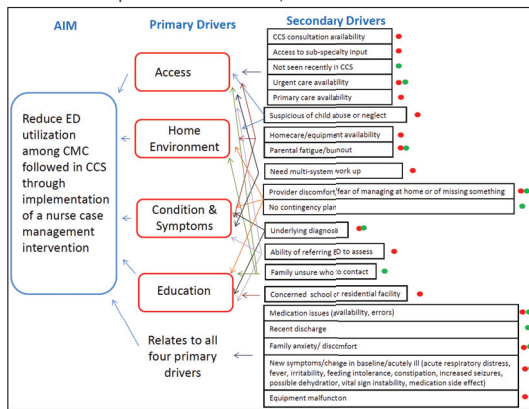 AIM
Primary Drivers
Secondary Drivers
Reduce ED
utilization
among CMC
followed in CCS
through
implementation
of a nurse case
management
intervention
Access
Home
Environment
Condition &
Symptoms
Education
Relates to all
four primary
drivers
CCS consultation availability
Access to sub-specialty input
Not seen recently in CCS
Urgent care availability
Primary care availability
Suspicious of child abuse or neglect
Homecare/equipment availability
Parental fatigue/burnout
Need multi-system work up
Provider discomfort/fear of managing at home or of missing something
No contingency plan
Underlying diagnosis
Ability of referring ED to assess
Family unsure who to contact
Concerned school or residential facility
Medication issues (availability, errors)
Recent discharge
Family anxiety/ discomfort
New symptoms/change in baseline/acutely ill (acute respiratory distress,
fever, irritability, feeding intolerance, constipation, increased seizures,
possible dehydration, vital sign instability, medication side effect)
Equipment malfunction